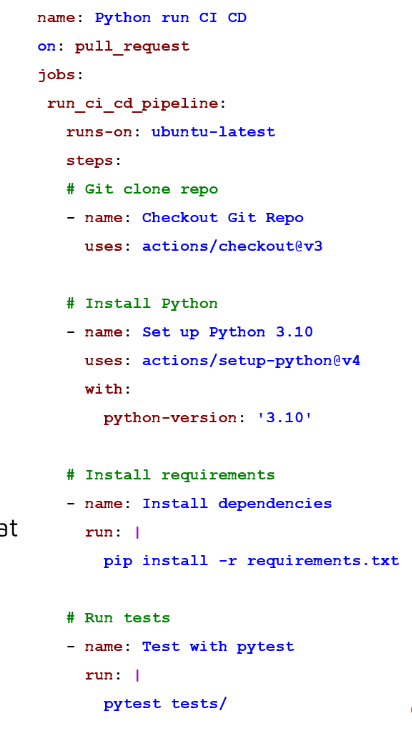 name: Python run CI CD
on: pull_request
jobs:
 run_ci_cd_pipeline:
   runs-on: ubuntu-latest
   steps:
   # Git clone repo
   - name: Checkout Git Repo
     uses: actions/checkout@v3
   # Install Python
   - name: Set up Python 3.10
     uses: actions/setup-python@v4
     with:
       python-version: '3.10'
   # Install requirements
   - name: Install dependencies
at
     run: |
       pip install -r requirements.txt
   # Run tests
   - name: Test with pytest
     run: |
       pytest tests/